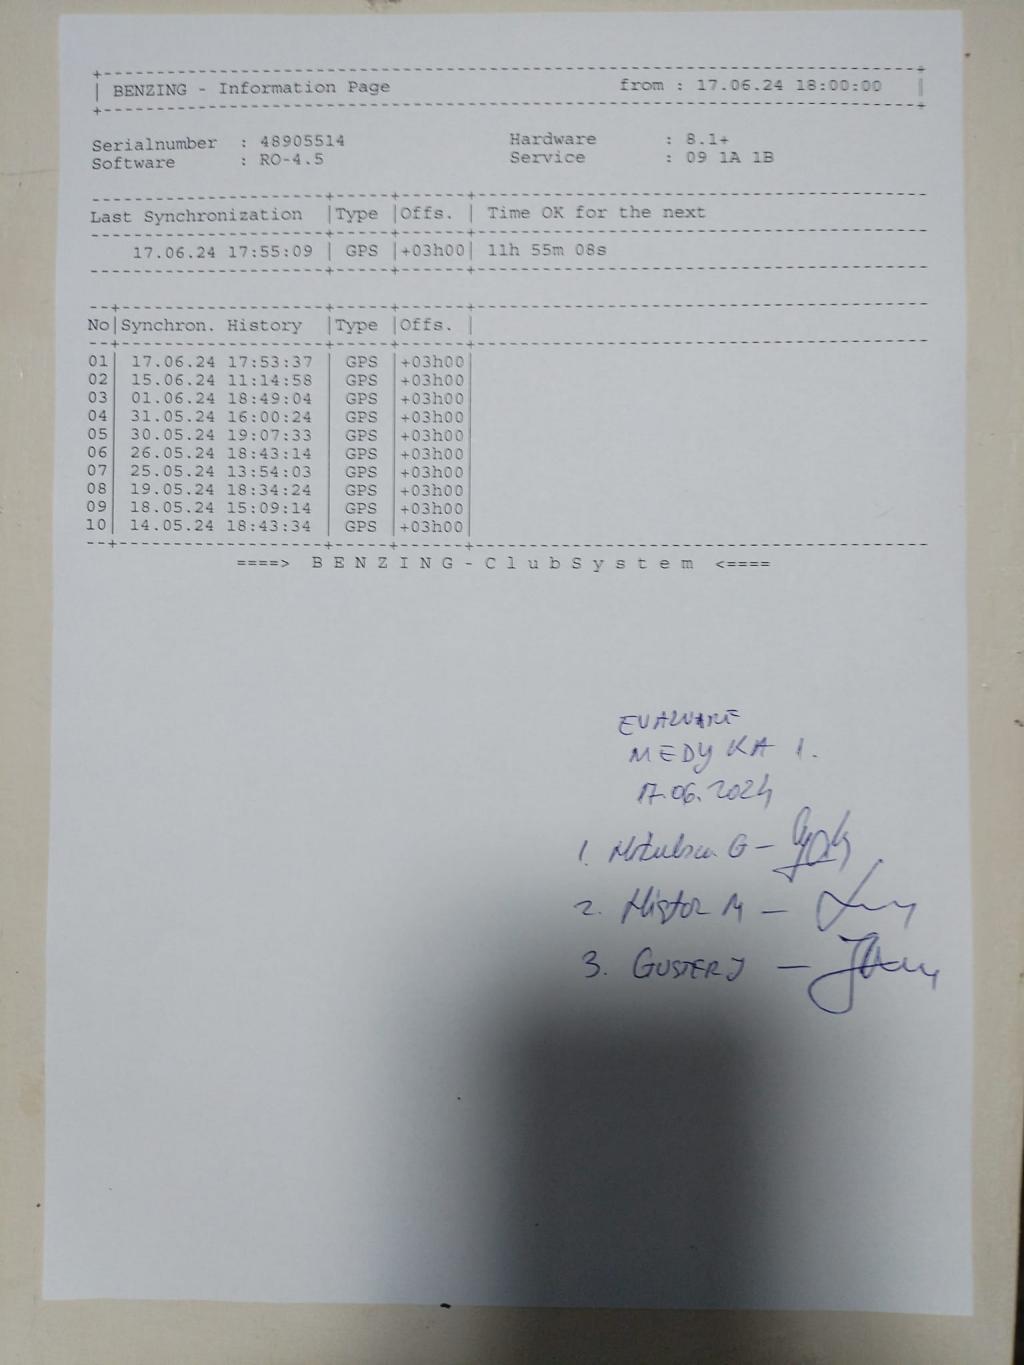 BENZING - Information Page from : 17.06.24 18:00:00
Serialnumber : 48905514 Hardware : 8.1+
Software : RO-4.5 Service : 09 1A 1B
Last Synchronization |Type |Offs. | Time OK for the next
17.06.24 17:55:09 | GPS |+03h00| 11h 55m 08s
No|Synchron. History |Type |Offs. |
01| 17.06.24 17:53:37 | GPS |+03h00|
02| 15.06.24 11:14:58 | GPS |+03h00|
03| 01.06.24 18:49:04 | GPS |+03h00|
04| 31.05.24 16:00:24 | GPS |+03h00|
05| 30.05.24 19:07:33 | GPS |+03h00|
06| 26.05.24 18:43:14 | GPS |+03h00|
07| 25.05.24 13:54:03 | GPS |+03h00|
08| 19.05.24 18:34:24 | GPS |+03h00|
09| 18.05.24 15:09:14 | GPS |+03h00|
10| 14.05.24 18:43:34 | GPS |+03h00|
====> B E N Z I N G - C l u b S y s t e m <====
EVALUARE
MEDYKA 1.
17.06.2024
1. G -
2. Nistor M -
3. GUSTER J -